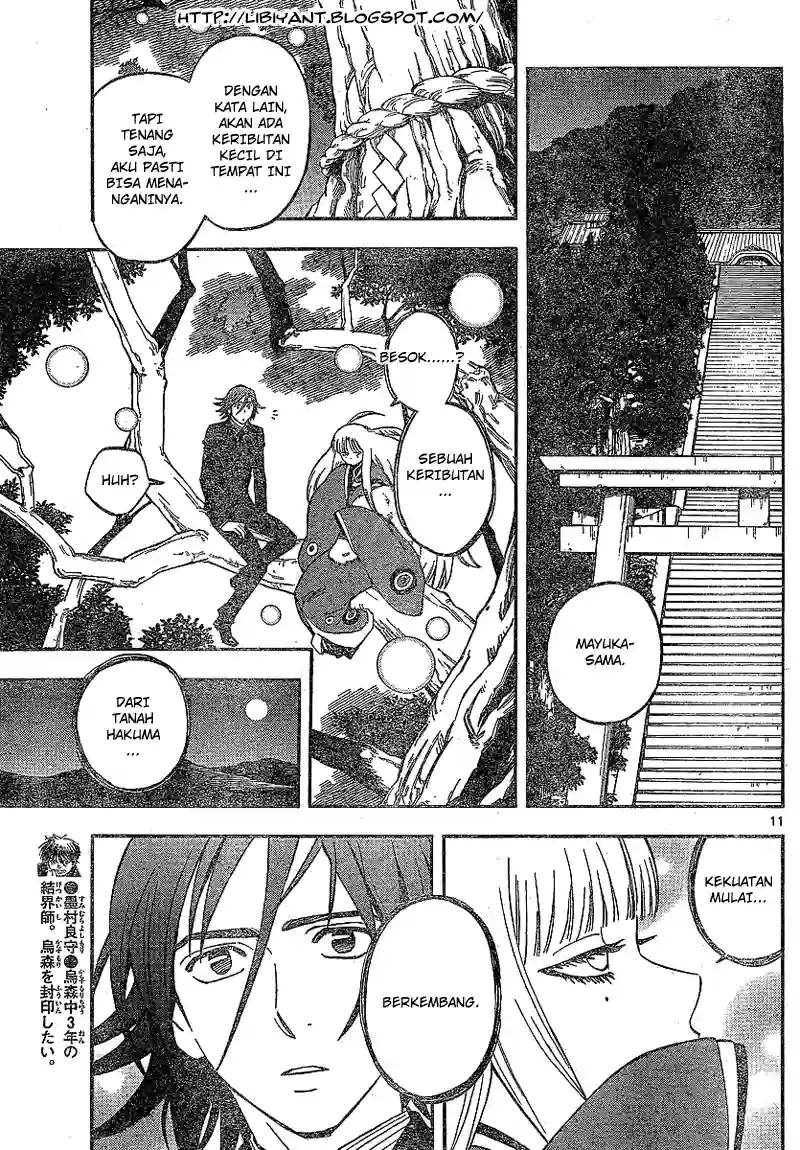 HTTP://LIBIYANT.BLOGSPOT.COM/
MAYUKA-
SAMA.
DENGAN
KATA LAIN,
AKAN ADA
KERIBUTAN
KECIL DI
TEMPAT INI
...
TAPI
TENANG
SAJA,
AKU PASTI
BISA MENA-
NGANINYA.
BESOK......?
SEBUAH
KERIBUTAN
...
HUH?
DARI
TANAH
HAKUMA
...
11
KEKUATAN
MULAI...
BERKEMBANG.
墨村良守 烏森中3年の
結界師。烏森を封印したい。